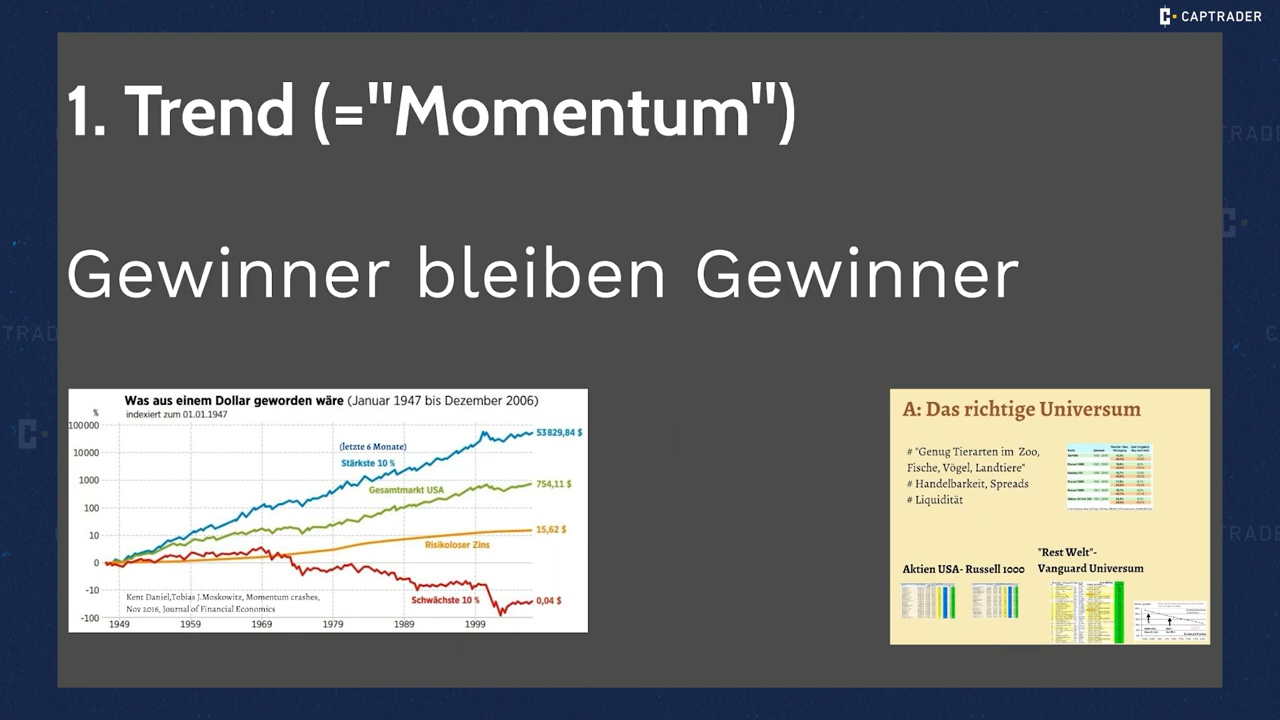 CAPTRADER
1. Trend (="Momentum")
Gewinner bleiben Gewinner
Was aus einem Dollar geworden wäre (Januar 1947 bis Dezember 2006)
indexiert zum 01.01.1947
%
100000
10000
1000
100
10
0
-10
-100
1949
1959
1969
1979
1989
1999
(letzte 6 Monate)
Stärkste 10 %
Gesamtmarkt USA
Risikoloser Zins
Schwächste 10 %
53829,84 $
754,11 $
15,62 $
0,04 $
Kent Daniel,Tobias J.Moskowitz, Momentum crashes,
Nov 2016, Journal of Financial Economics
A: Das richtige Universum
# "Genug Tierarten im Zoo,
Fische, Vögel, Landtiere"
# Handelbarkeit, Spreads
# Liquidität
Aktien USA- Russell 1000
"Rest Welt"-
Vanguard Universum